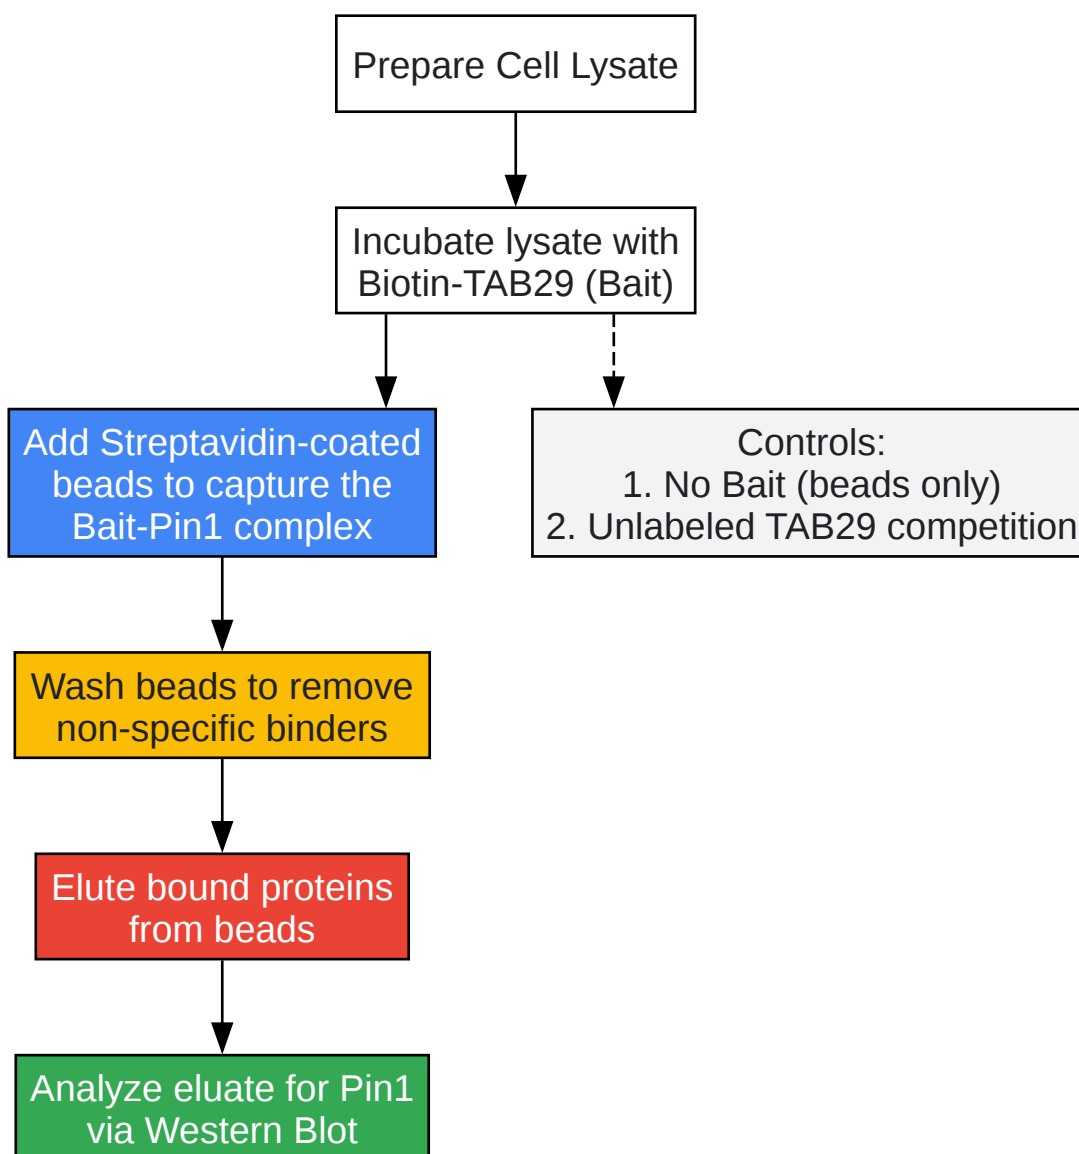 Prepare Cell Lysate
Incubate lysate with
Biotin-TAB29 (Bait)
Add Streptavidin-coated
beads to capture the
Bait-Pin1 complex
Controls:
1. No Bait (beads only)
2. Unlabeled TAB29 competition
Wash beads to remove
non-specific binders
Elute bound proteins
from beads
Analyze eluate for Pin1
via Western Blot